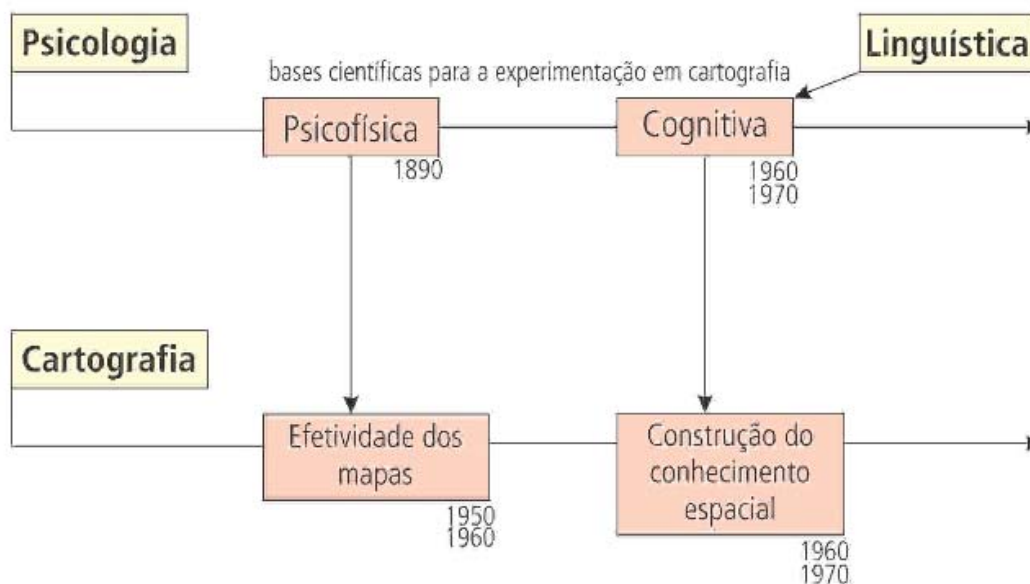 Psicologia
Linguística
bases científicas para a experimentação em cartografia
Psicofísica
1890
Cognitiva
1960
1970
Cartografia
Efetividade dos
mapas
1950
1960
Construção do
conhecimento
espacial
1960
1970